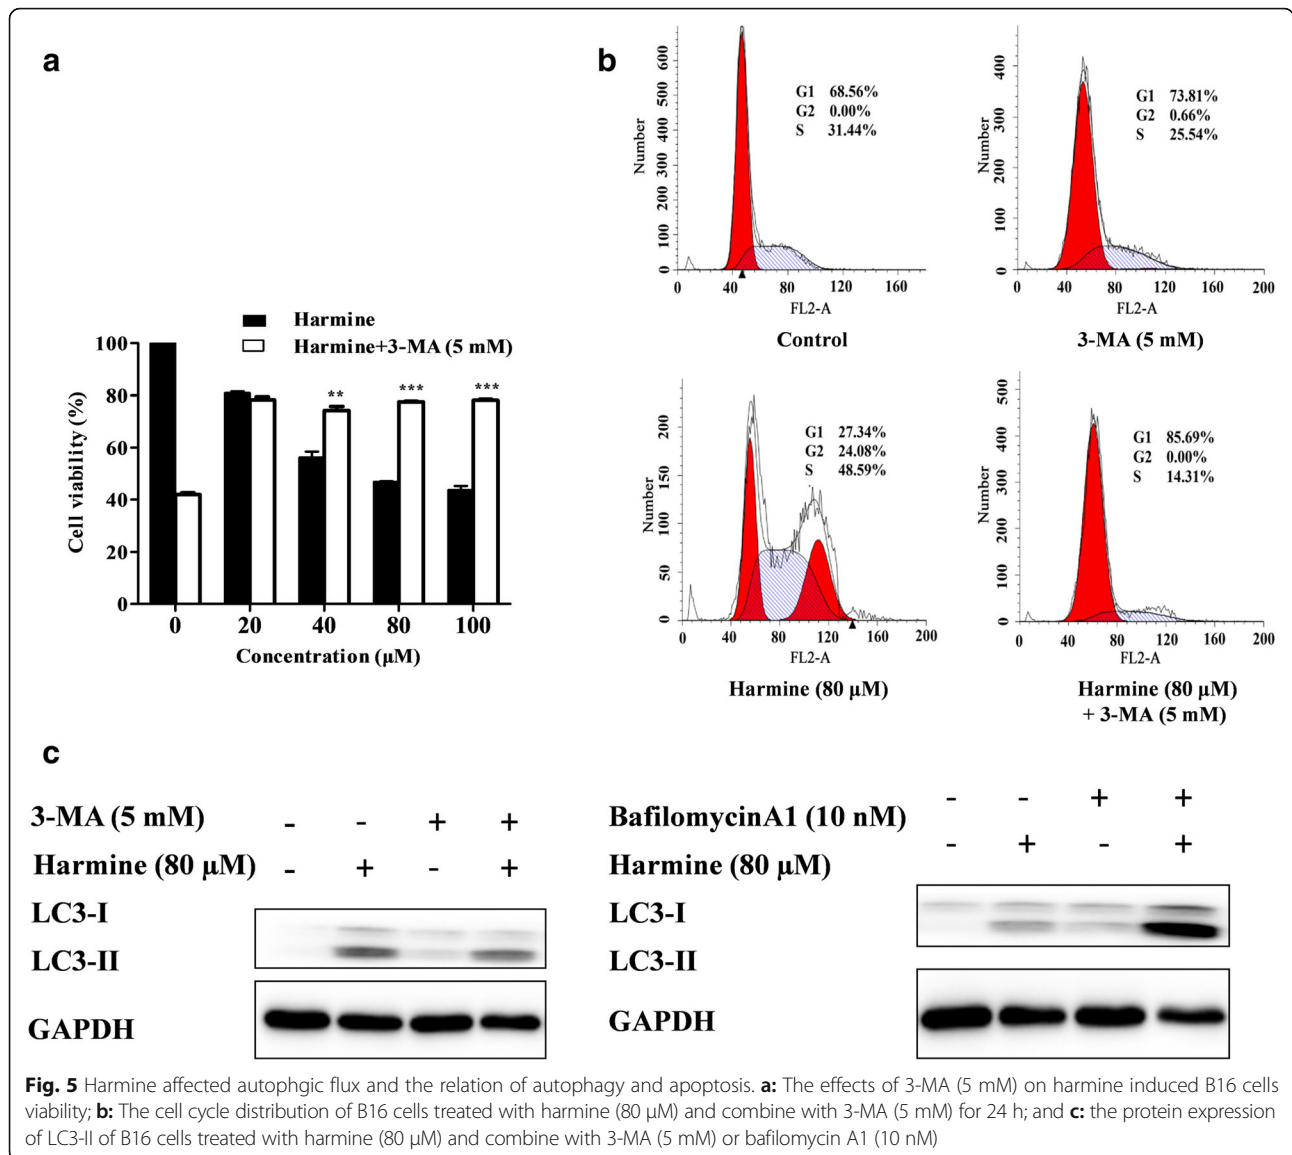 a
Harmine
Harmine+3-MA (5 mM)
Cell viability (%)
100
80
60
40
20
0
** *** ***
0 20 40 80 100
Concentration (μM)
b
Number
600
500
400
300
200
100
0
G1 68.56%
G2 0.00%
S 31.44%
0 40 80 120 160
FL2-A
Control
Number
400
300
200
100
0
G1 73.81%
G2 0.66%
S 25.54%
0 40 80 120 160 200
FL2-A
3-MA (5 mM)
Number
200
150
100
50
0
G1 27.34%
G2 24.08%
S 48.59%
0 40 80 120 160 200
FL2-A
Harmine (80 μM)
Number
500
400
300
200
100
0
G1 85.69%
G2 0.00%
S 14.31%
0 40 80 120 160 200
FL2-A
Harmine (80 μM)
+ 3-MA (5 mM)
c
3-MA (5 mM) - - + +
Harmine (80 μM) - + - +
LC3-I
LC3-II
GAPDH
BafilomycinA1 (10 nM) - - + +
Harmine (80 μM) - + - +
LC3-I
LC3-II
GAPDH
Fig. 5 Harmine affected autophgic flux and the relation of autophagy and apoptosis. a: The effects of 3-MA (5 mM) on harmine induced B16 cells
viability; b: The cell cycle distribution of B16 cells treated with harmine (80 μM) and combine with 3-MA (5 mM) for 24 h; and c: the protein expression
of LC3-II of B16 cells treated with harmine (80 μM) and combine with 3-MA (5 mM) or bafilomycin A1 (10 nM)